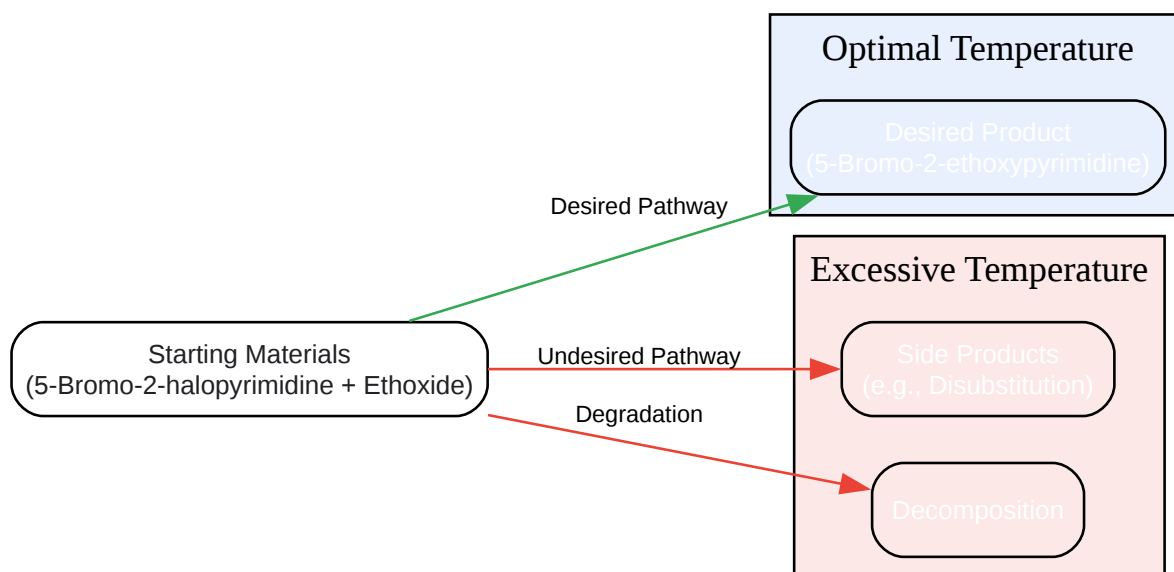 Optimal Temperature
Desired Product
(5-Bromo-2-ethoxypyrimidine)
Desired Pathway
Excessive Temperature
Starting Materials
(5-Bromo-2-halopyrimidine + Ethoxide)
Undesired Pathway
Side Products
(e.g., Disubstitution)
Degradation
Decomposition